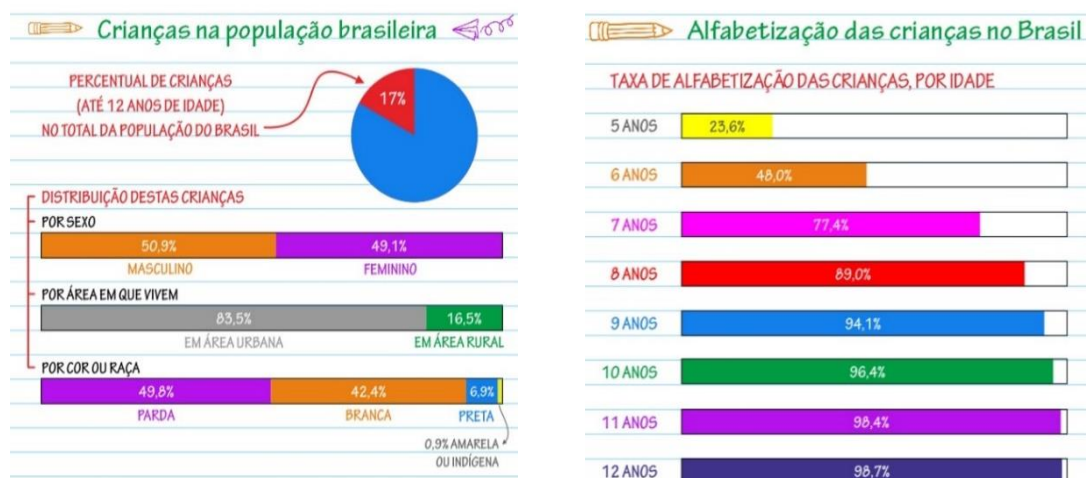 Crianças na população brasileira
PERCENTUAL DE CRIANÇAS
(ATÉ 12 ANOS DE IDADE)
NO TOTAL DA POPULAÇÃO DO BRASIL
17%
DISTRIBUIÇÃO DESTAS CRIANÇAS
POR SEXO
50,9% 49,1%
MASCULINO FEMININO
POR ÁREA EM QUE VIVEM
83,5% 16,5%
EM ÁREA URBANA EM ÁREA RURAL
POR COR OU RAÇA
49,8% 42,4% 6,9%
PARDA BRANCA PRETA
0,9% AMARELA
OU INDÍGENA
Alfabetização das crianças no Brasil
TAXA DE ALFABETIZAÇÃO DAS CRIANÇAS, POR IDADE
5 ANOS 23,6%
6 ANOS 48,0%
7 ANOS 77,4%
8 ANOS 89,0%
9 ANOS 94,1%
10 ANOS 96,4%
11 ANOS 98,4%
12 ANOS 98,7%